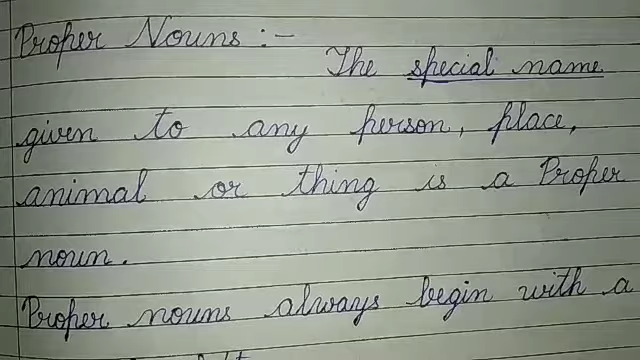 Proper Nouns :-
The special name
given to any person, place,
animal or thing is a Proper
noun.
Proper nouns always begin with a